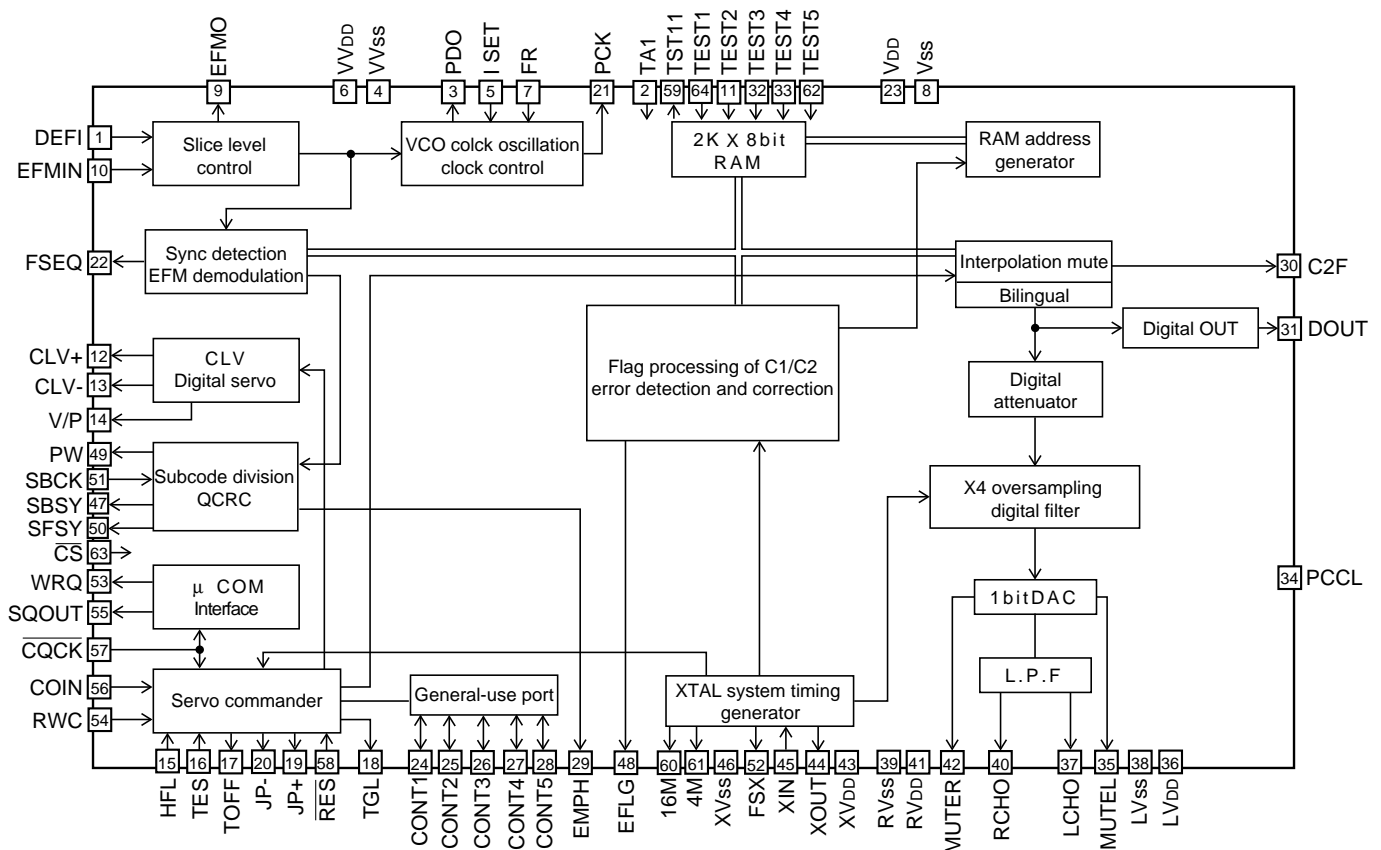 EFMO
VVDD
VVss
PDO
I SET
FR
PCK
TA1
TST11
TEST1
TEST2
TEST3
TEST4
TEST5
VDD
Vss
9
6
4
3
5
7
21
2
59
64
11
32
33
62
23
8
DEFI 1
EFMIN 10
Slice level
control
VCO colck oscillation
clock control
2K X 8bit
RAM
RAM address
generator
FSEQ 22
Sync detection
EFM demodulation
Interpolation mute
Bilingual
30 C2F
Digital OUT
31 DOUT
CLV+ 12
CLV- 13
V/P 14
CLV
Digital servo
Flag processing of C1/C2
error detection and correction
Digital
attenuator
PW 49
SBCK 51
SBSY 47
SFSY 50
Subcode division
QCRC
X4 oversampling
digital filter
CS 63
WRQ 53
SQOUT 55
μ COM
Interface
34 PCCL
1bitDAC
CQCK 57
COIN 56
RWC 54
Servo commander
General-use port
XTAL system timing
generator
L.P.F
15
16
17
20
19
58
18
24
25
26
27
28
29
48
60
61
46
52
45
44
43
39
41
42
40
37
35
38
36
HFL
TES
TOFF
JP-
JP+
RES
TGL
CONT1
CONT2
CONT3
CONT4
CONT5
EMPH
EFLG
16M
4M
XVss
FSX
XIN
XOUT
XVDD
RVss
RVDD
MUTER
RCHO
LCHO
MUTEL
LVss
LVDD